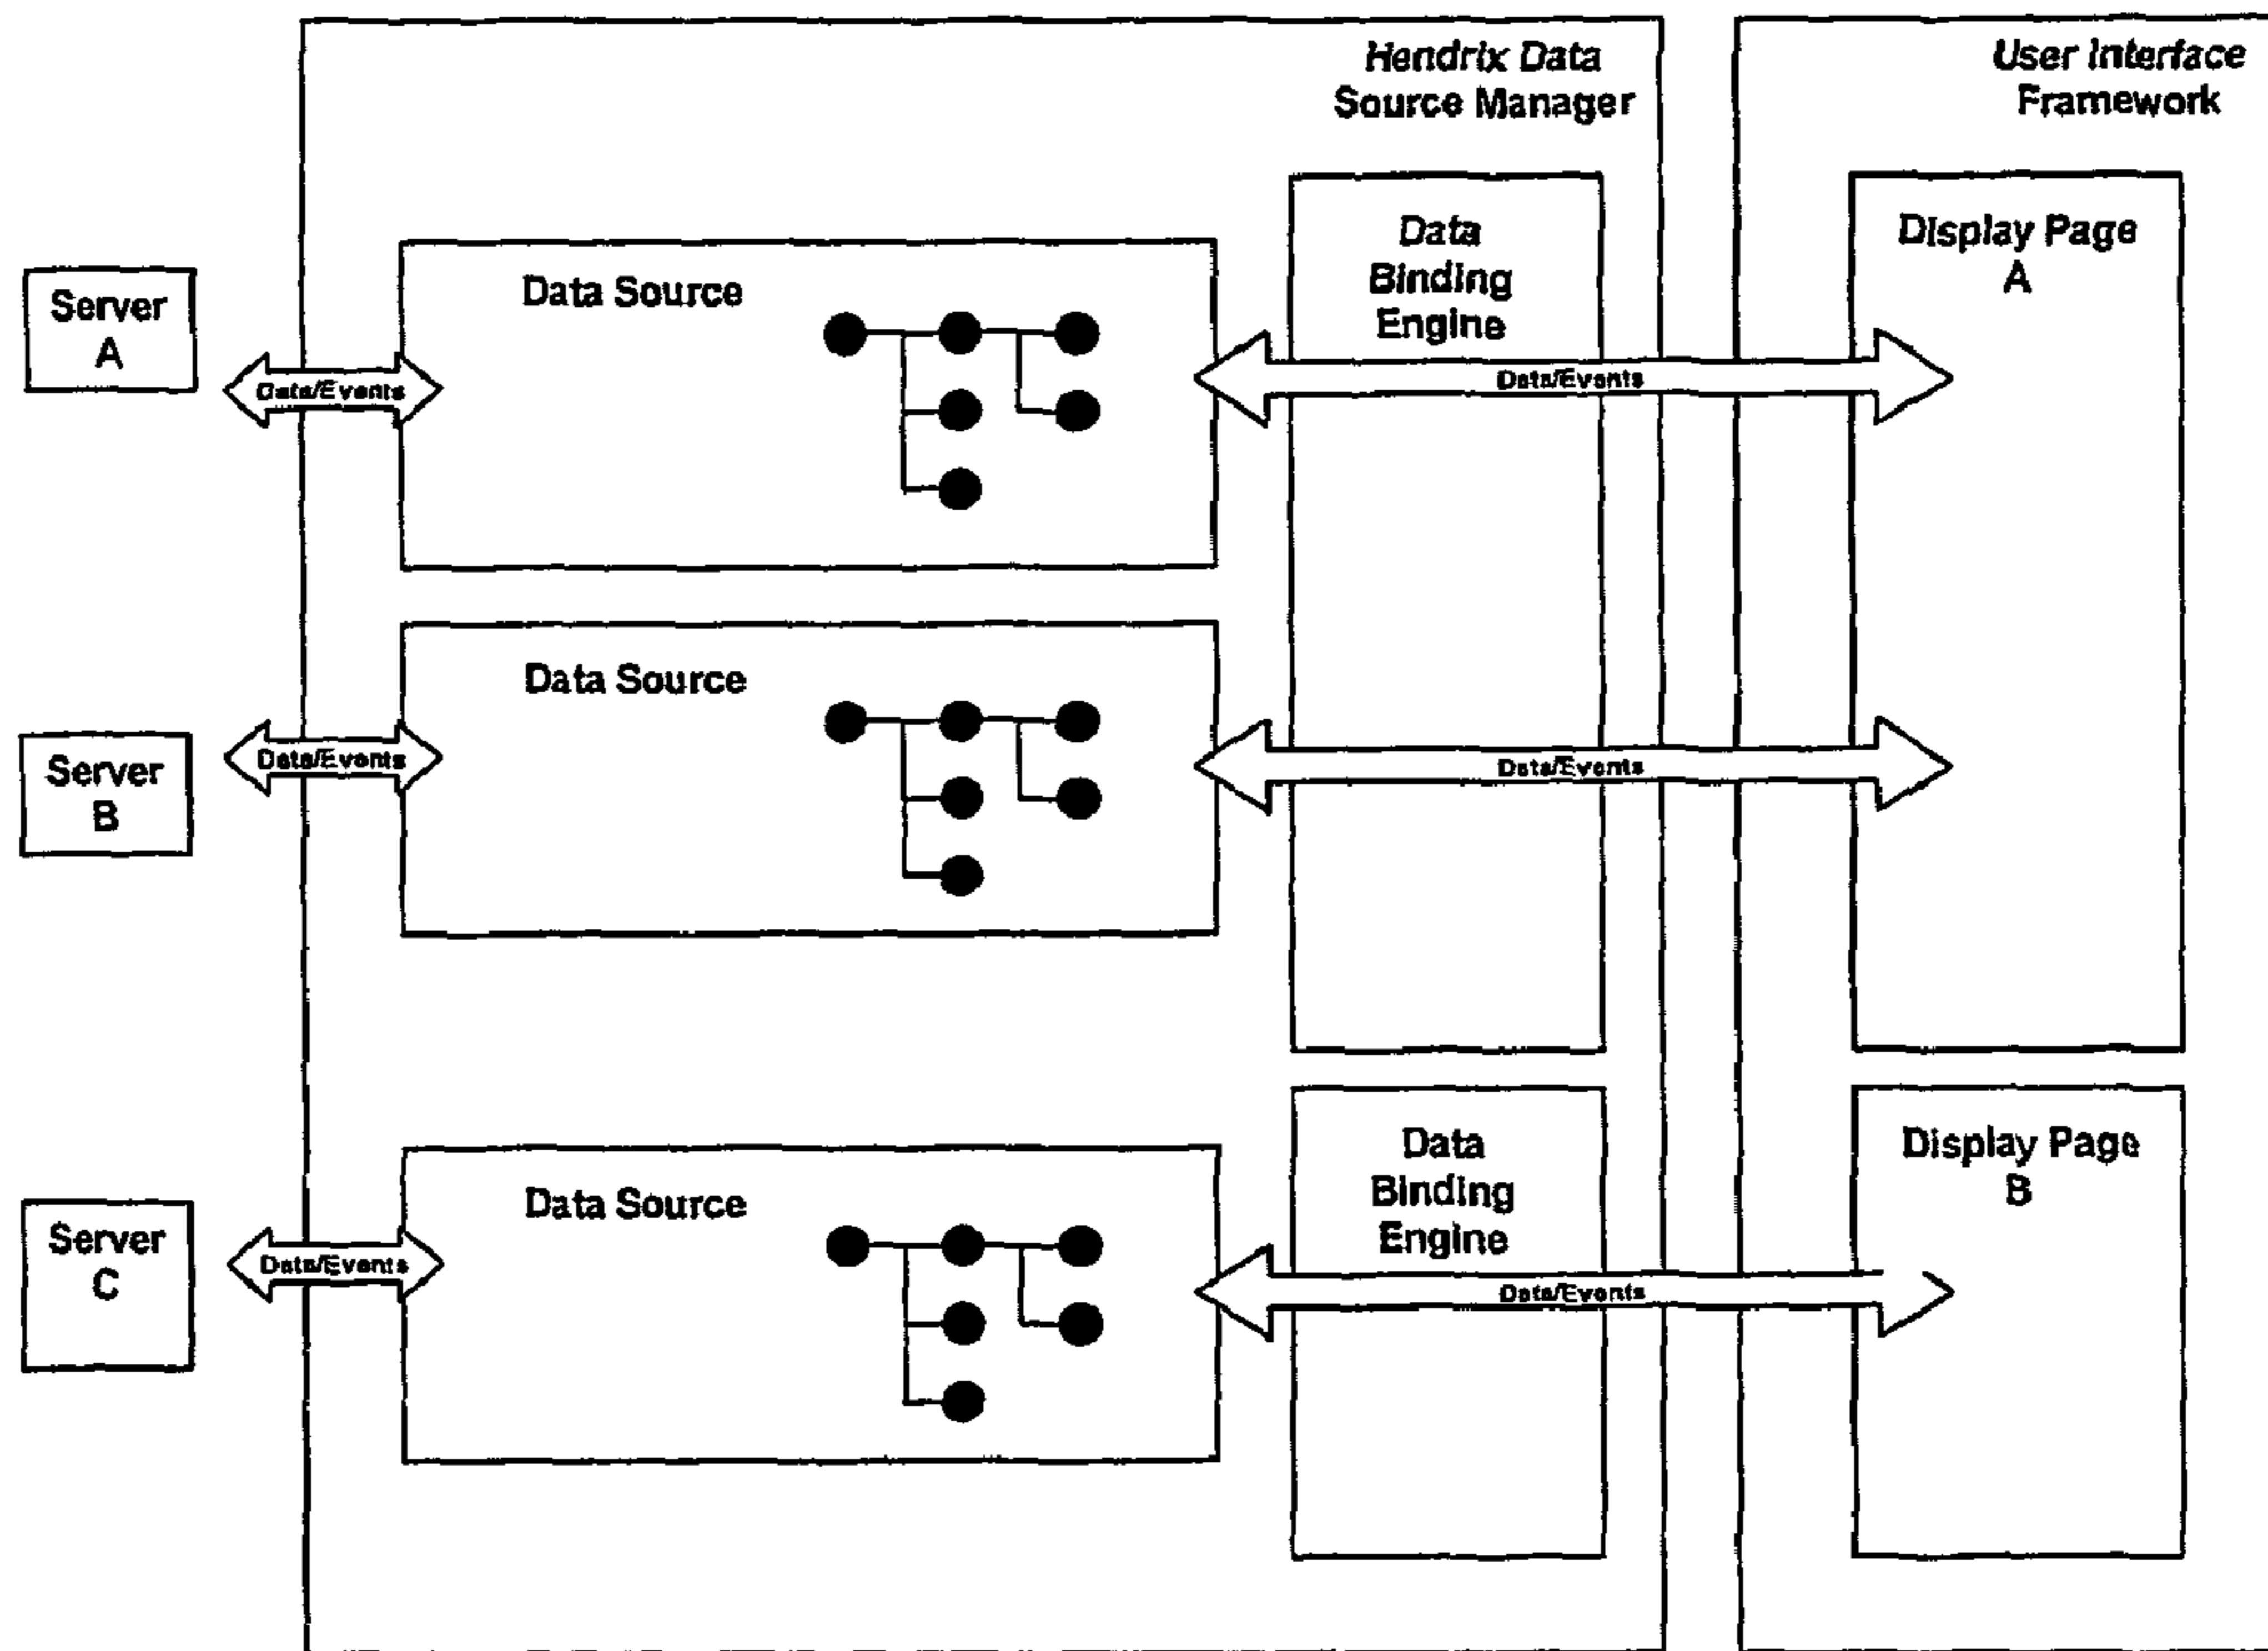 Hendrix Data
Source Manager
User Interface
Framework
Server
A
Data/Events
Data Source
Data
Binding
Engine
Data/Events
Display Page
A
Server
B
Data/Events
Data Source
Data/Events
Server
C
Data/Events
Data Source
Data
Binding
Engine
Data/Events
Display Page
B